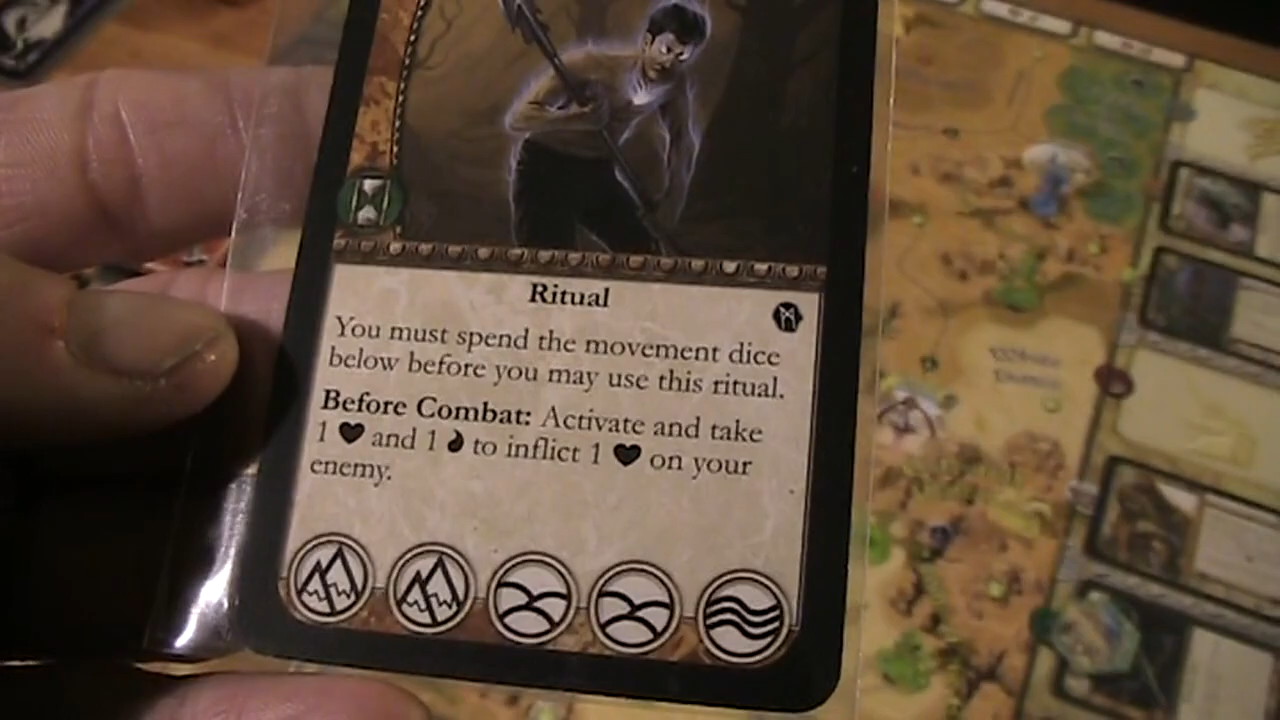 Ritual
You must spend the movement dice
below before you may use this ritual.
Before Combat: Activate and take
1 ♥ and 1 to inflict 1 ♥ on your
enemy.